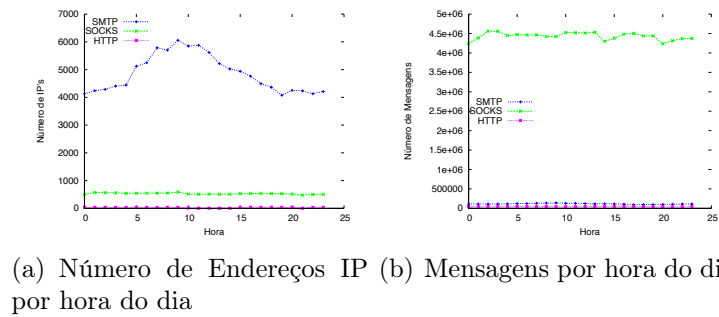 SMTP
SOCKS
HTTP
7000
6000
5000
4000
3000
2000
1000
0
Número de IP's
0 5 10 15 20 25
Hora
5e+06
4.5e+06
4e+06
3.5e+06
3e+06
2.5e+06
2e+06
1.5e+06
1e+06
500000
0
Número de Mensagens
SMTP
SOCKS
HTTP
0 5 10 15 20 25
Hora
(a) Número de Endereços IP
por hora do dia
(b) Mensagens por hora do di